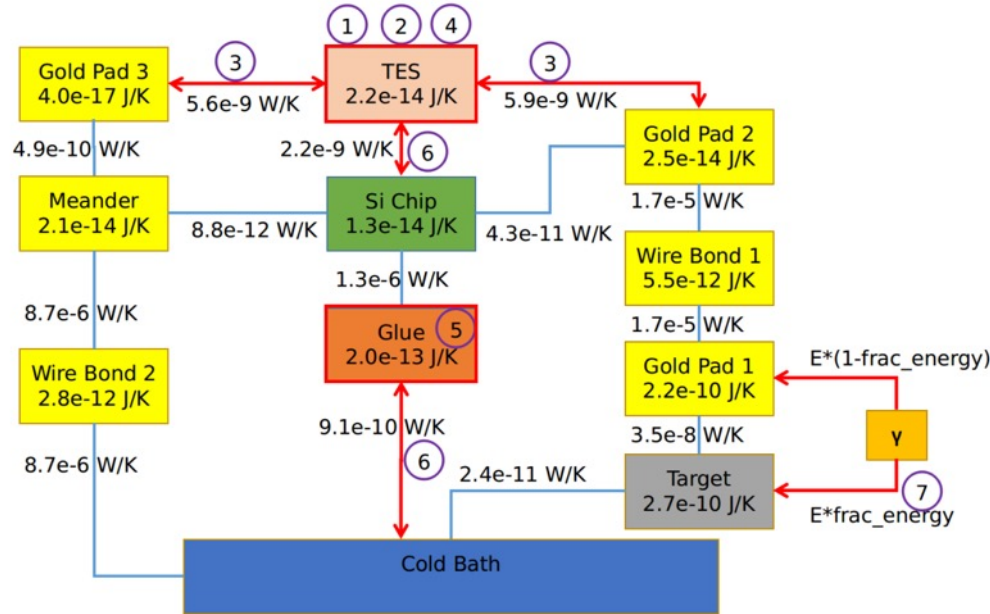 1
2
4
Gold Pad 3
4.0e-17 J/K
3
5.6e-9 W/K
TES
2.2e-14 J/K
3
5.9e-9 W/K
Gold Pad 2
2.5e-14 J/K
4.9e-10 W/K
2.2e-9 W/K
6
Meander
2.1e-14 J/K
8.8e-12 W/K
Si Chip
1.3e-14 J/K
4.3e-11 W/K
1.7e-5 W/K
Wire Bond 1
5.5e-12 J/K
1.3e-6 W/K
8.7e-6 W/K
Glue
5
2.0e-13 J/K
1.7e-5 W/K
Gold Pad 1
2.2e-10 J/K
E*(1-frac_energy)
Wire Bond 2
2.8e-12 J/K
9.1e-10 W/K
6
3.5e-8 W/K
γ
8.7e-6 W/K
2.4e-11 W/K
Target
2.7e-10 J/K
7
E*frac_energy
Cold Bath